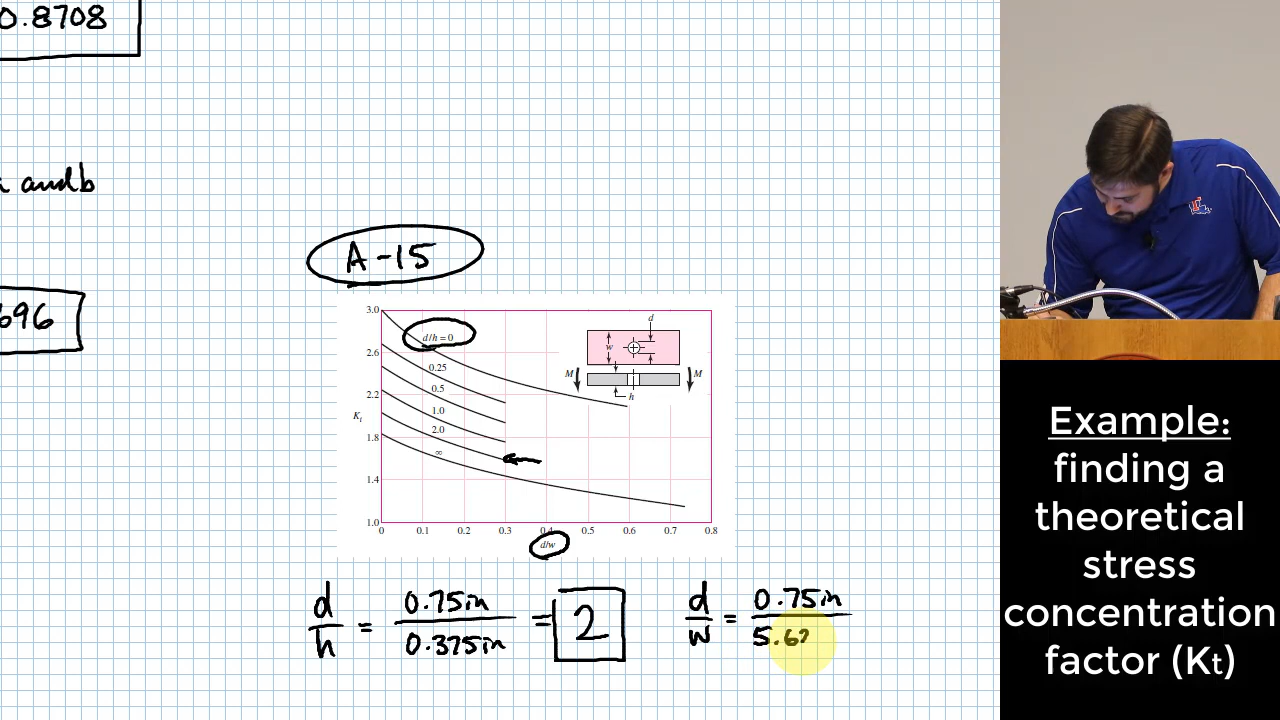 0.8708
and b
696
A-15
3.0
2.6
2.2
1.8
1.4
1.0
Kt
d/h = 0
0.25
0.5
1.0
2.0
∞
d
w
M
M
h
0 0.1 0.2 0.3 0.4 0.5 0.6 0.7 0.8
d/w
d/h = 0.75in/0.375in = 2
d/w = 0.75in/5.62
Example:
finding a
theoretical
stress
concentration
factor (Kt)